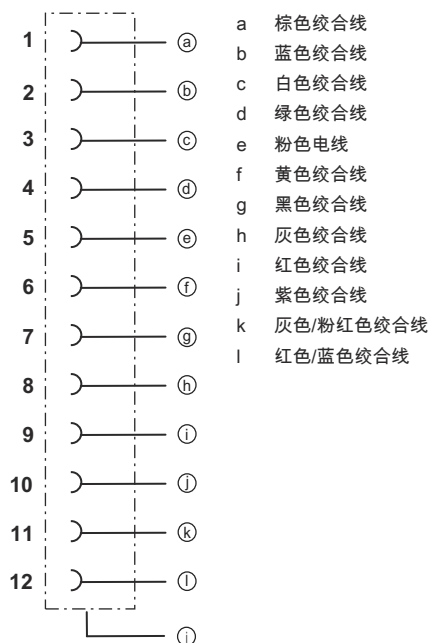 1 a
2 b
3 c
4 d
5 e
6 f
7 g
8 h
9 i
10 j
11 k
12 l
i
a 棕色绞合线
b 蓝色绞合线
c 白色绞合线
d 绿色绞合线
e 粉色电线
f 黄色绞合线
g 黑色绞合线
h 灰色绞合线
i 红色绞合线
j 紫色绞合线
k 灰色/粉红色绞合线
l 红色/蓝色绞合线